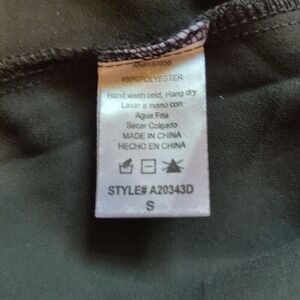 100% POLYESTER
Hand wash cold, Hang dry
Lavar a mano con
Agua Fria
Secar Colgado
MADE IN CHINA
HECHO EN CHINA
STYLE# A20343D
S